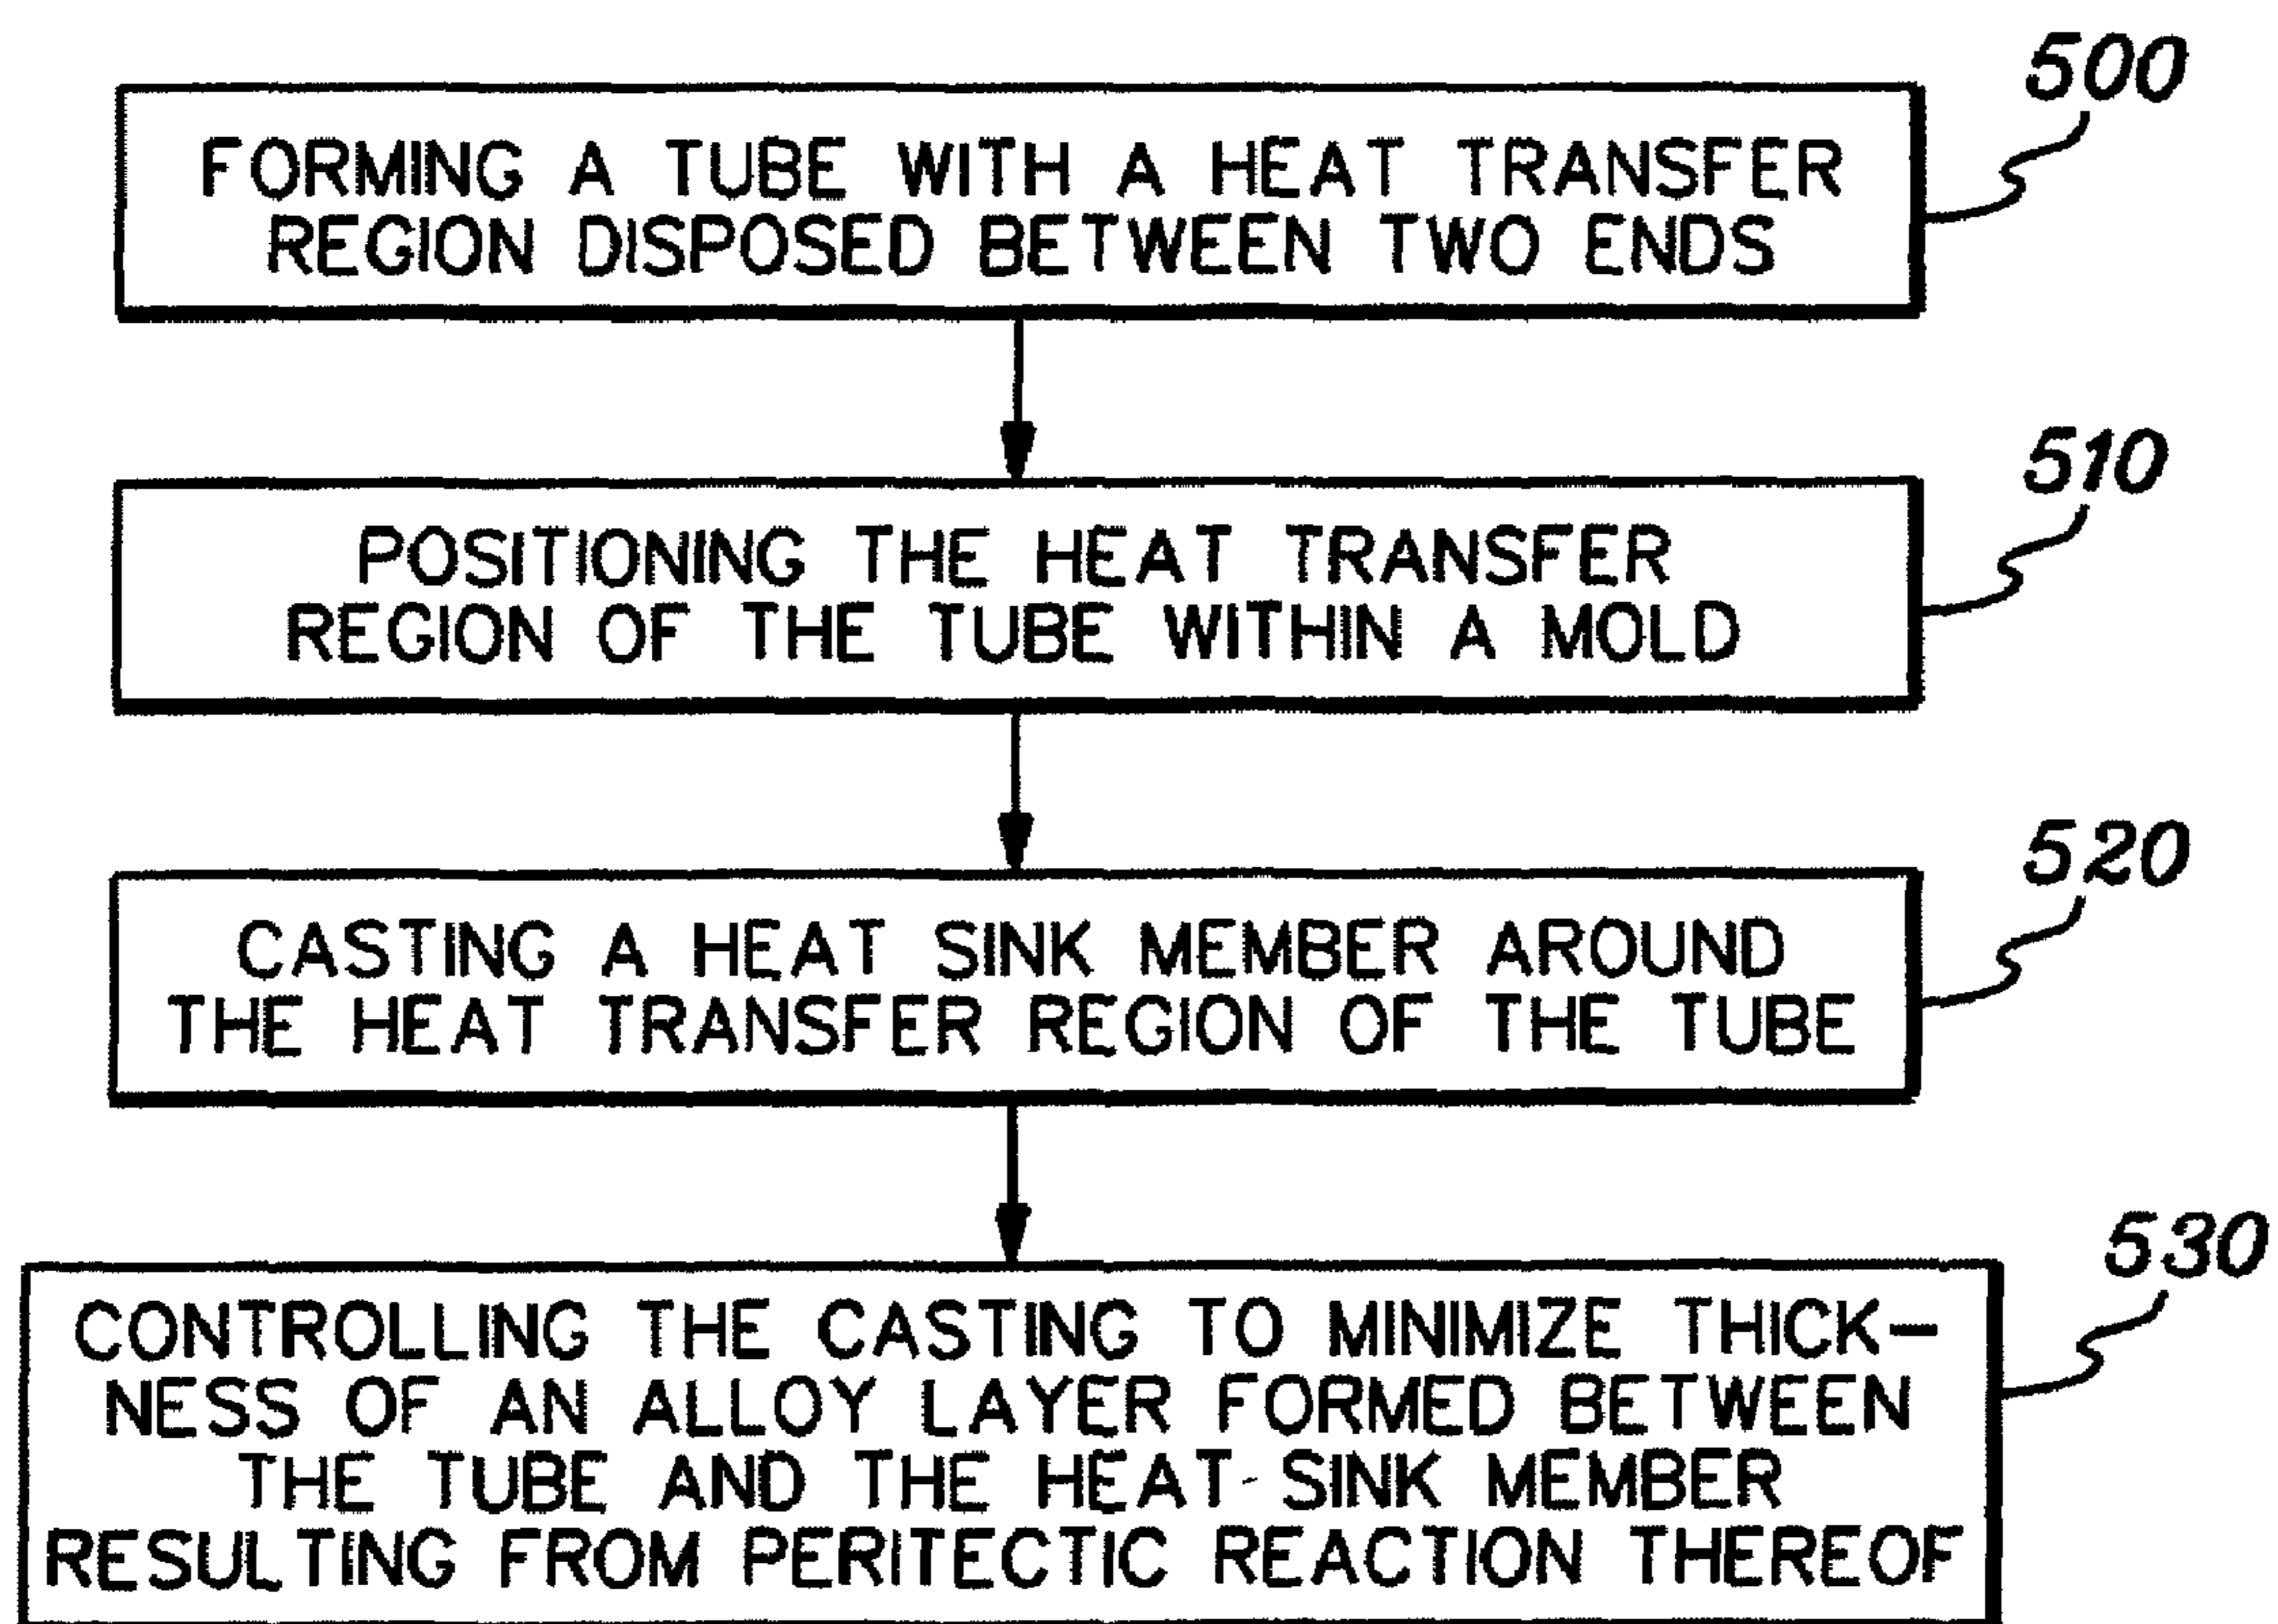 500
FORMING A TUBE WITH A HEAT TRANSFER
REGION DISPOSED BETWEEN TWO ENDS
510
POSITIONING THE HEAT TRANSFER
REGION OF THE TUBE WITHIN A MOLD
520
CASTING A HEAT SINK MEMBER AROUND
THE HEAT TRANSFER REGION OF THE TUBE
530
CONTROLLING THE CASTING TO MINIMIZE THICK-
NESS OF AN ALLOY LAYER FORMED BETWEEN
THE TUBE AND THE HEAT SINK MEMBER
RESULTING FROM PERITECTIC REACTION THEREOF